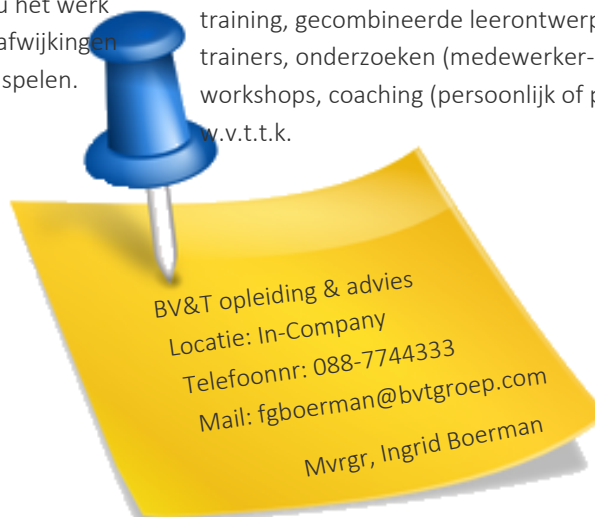 u het werk
afwijkingen
spelen.
training, gecombineerde leerontwerp
trainers, onderzoeken (medewerker-
workshops, coaching (persoonlijk of p
w.v.t.t.k.
BV&T opleiding & advies
Locatie: In-Company
Telefoonnr: 088-7744333
Mail: fgboerman@bvtgroep.com
Mvrgr, Ingrid Boerman